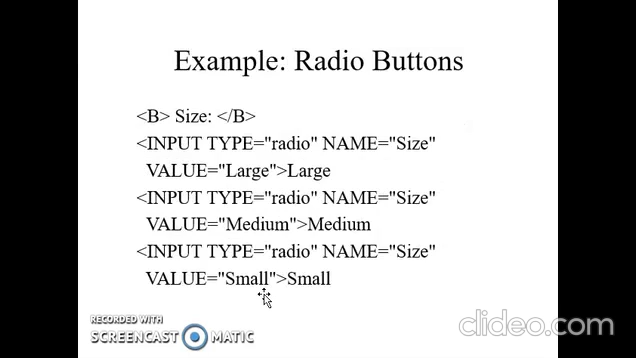 Example: Radio Buttons
<B> Size: </B>
<INPUT TYPE="radio" NAME="Size"
VALUE="Large">Large
<INPUT TYPE="radio" NAME="Size"
VALUE="Medium">Medium
<INPUT TYPE="radio" NAME="Size"
VALUE="Small">Small
RECORDED WITH
SCREENCAST MATIC
clideo.com